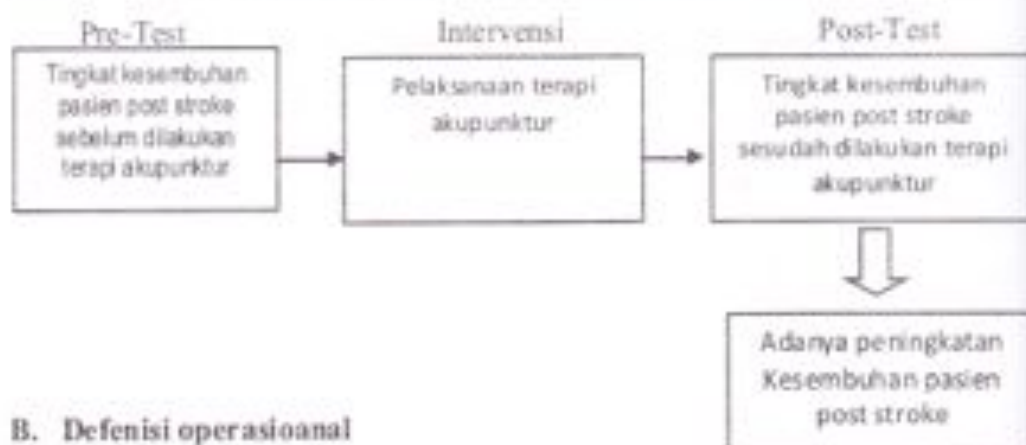 Pre-Test
Tingkat kesembuhan
pasien post stroke
sebelum dilakukan
terapi akupunktur
Intervensi
Pelaksanaan terapi
akupunktur
Post-Test
Tingkat kesembuhan
pasien post stroke
sesudah dilakukan terapi
akupunktur
Adanya peningkatan
Kesembuhan pasien
post stroke
B. Defenisi operasioanal